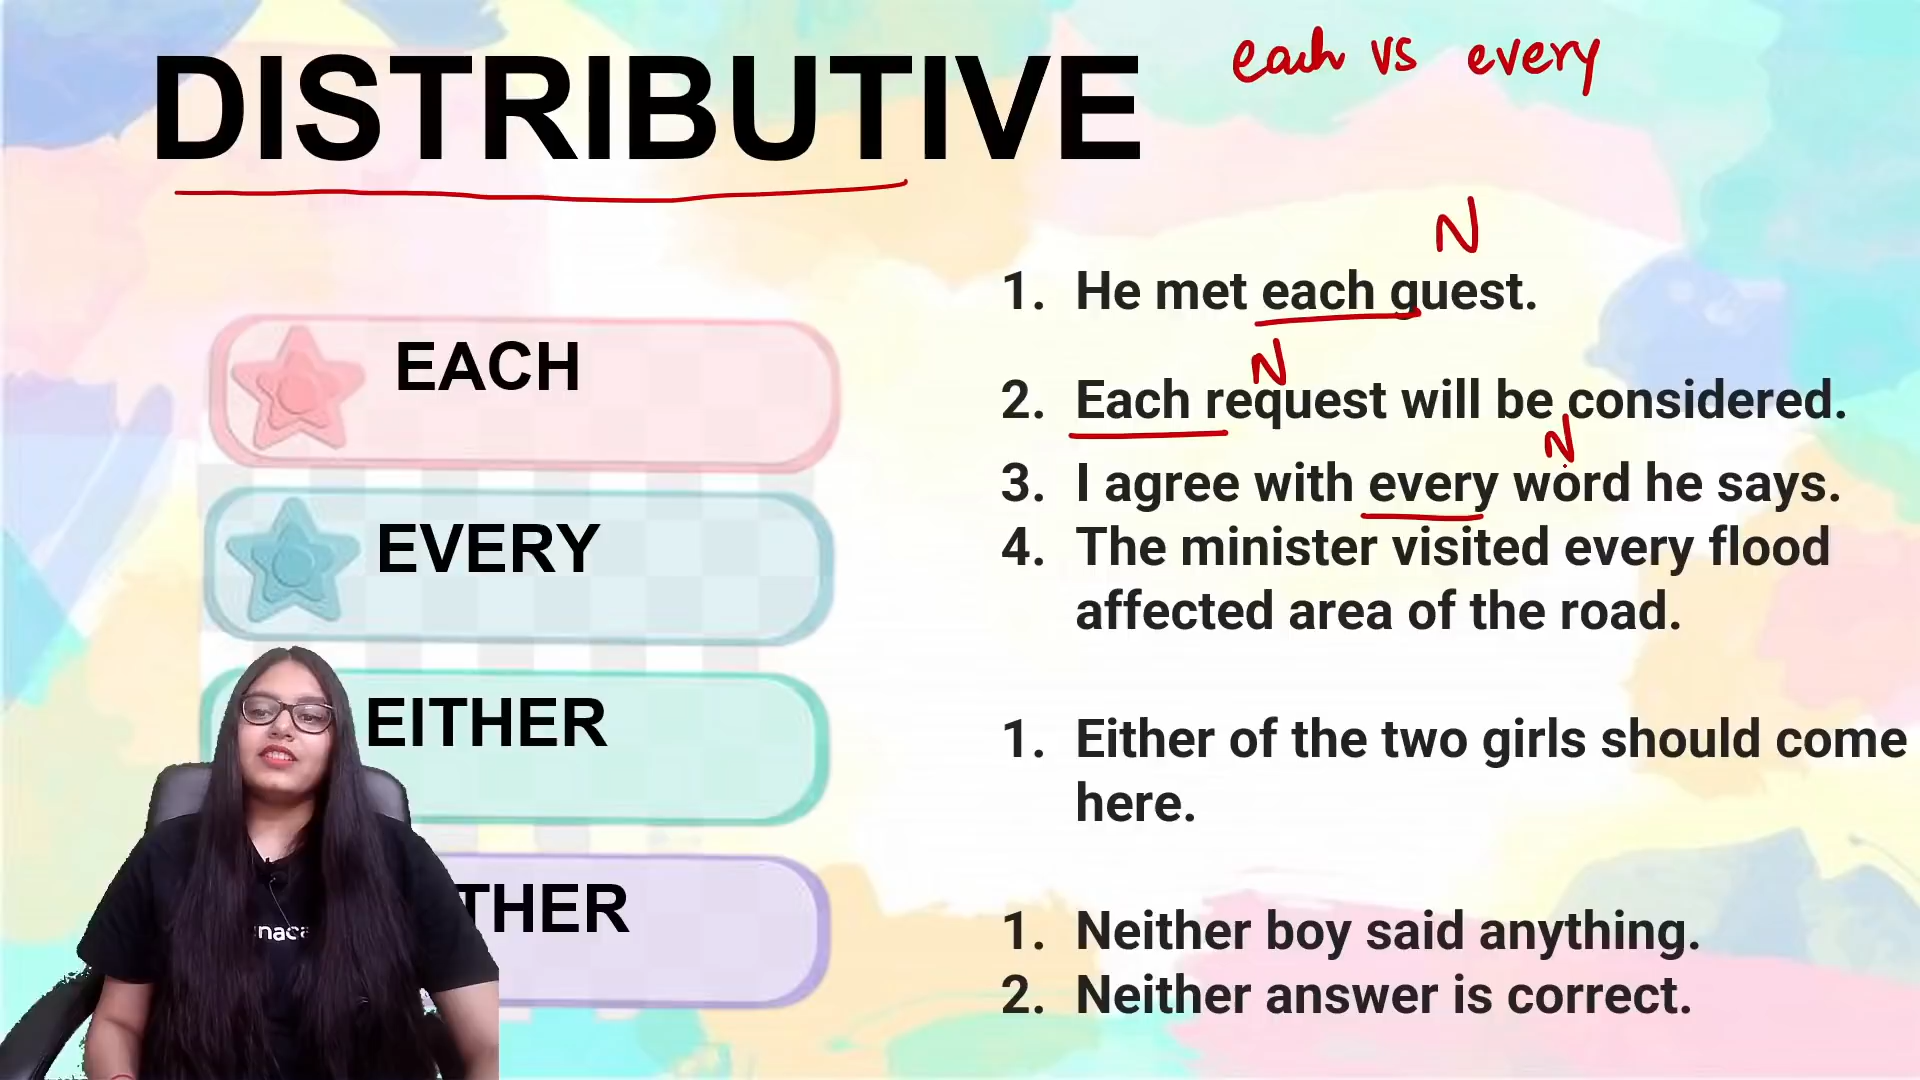 DISTRIBUTIVE
each vs every
EACH
EVERY
EITHER
THER
N
1. He met each guest.
N
2. Each request will be considered.
N
3. I agree with every word he says.
4. The minister visited every flood
affected area of the road.
1. Either of the two girls should come
here.
1. Neither boy said anything.
2. Neither answer is correct.